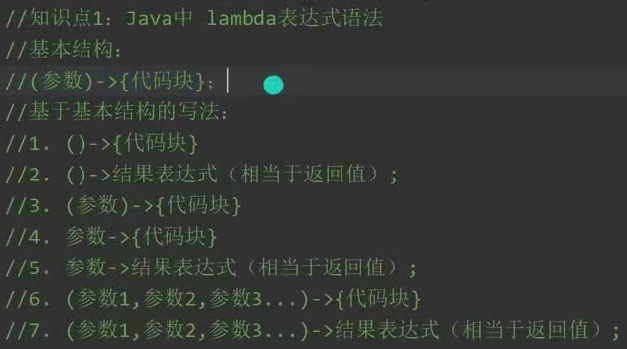 //知识点1：Java中 lambda表达式语法
//基本结构：
//(参数)->{代码块};
//基于基本结构的写法：
//1. ()->{代码块}
//2. ()->结果表达式（相当于返回值）;
//3. (参数)->{代码块}
//4. 参数->{代码块}
//5. 参数->结果表达式（相当于返回值）;
//6. (参数1,参数2,参数3...)->{代码块}
//7. (参数1,参数2,参数3...)->结果表达式（相当于返回值）;